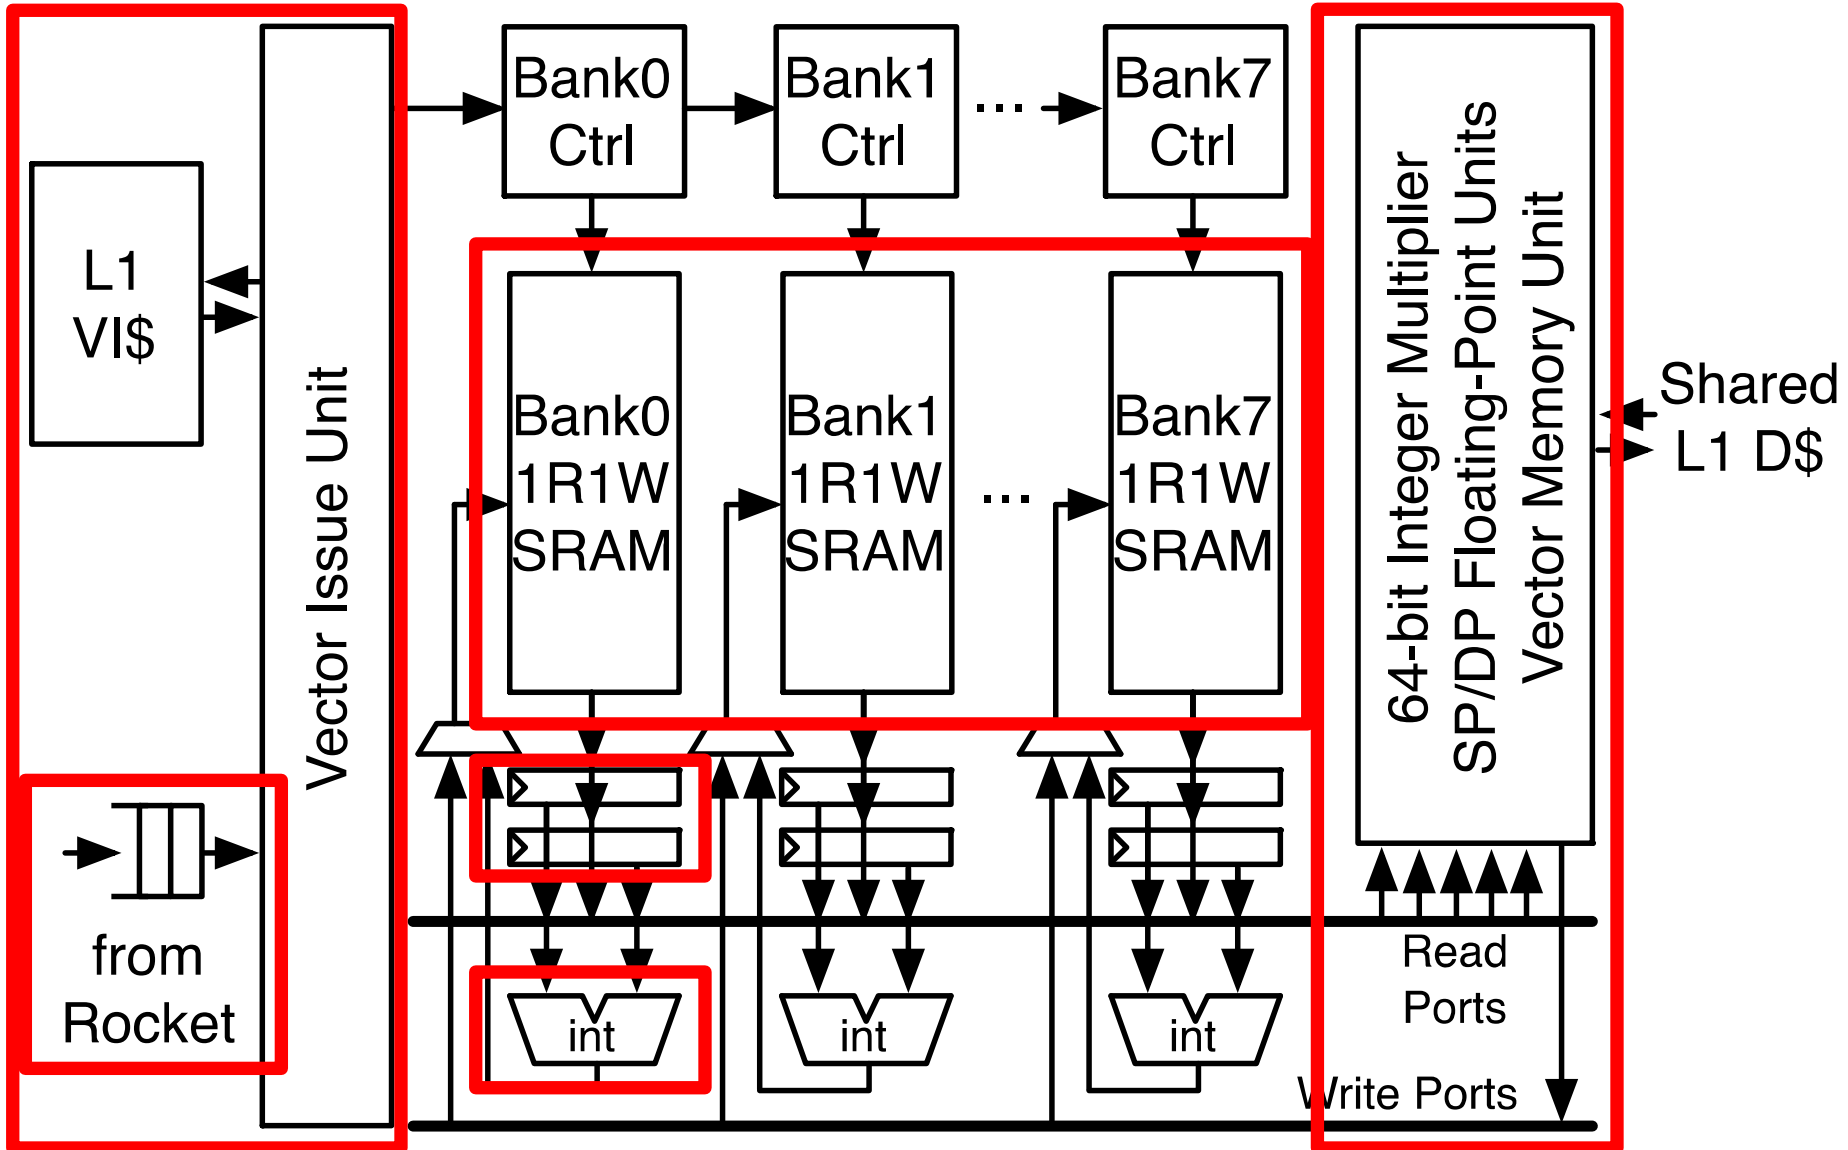 Bank0
Ctrl
Bank1
Ctrl
...
Bank7
Ctrl
L1
VI$
Vector Issue Unit
from
Rocket
Bank0
1R1W
SRAM
Bank1
1R1W
SRAM
...
Bank7
1R1W
SRAM
int
int
int
64-bit Integer Multiplier
SP/DP Floating-Point Units
Vector Memory Unit
Shared
L1 D$
Read
Ports
Write Ports